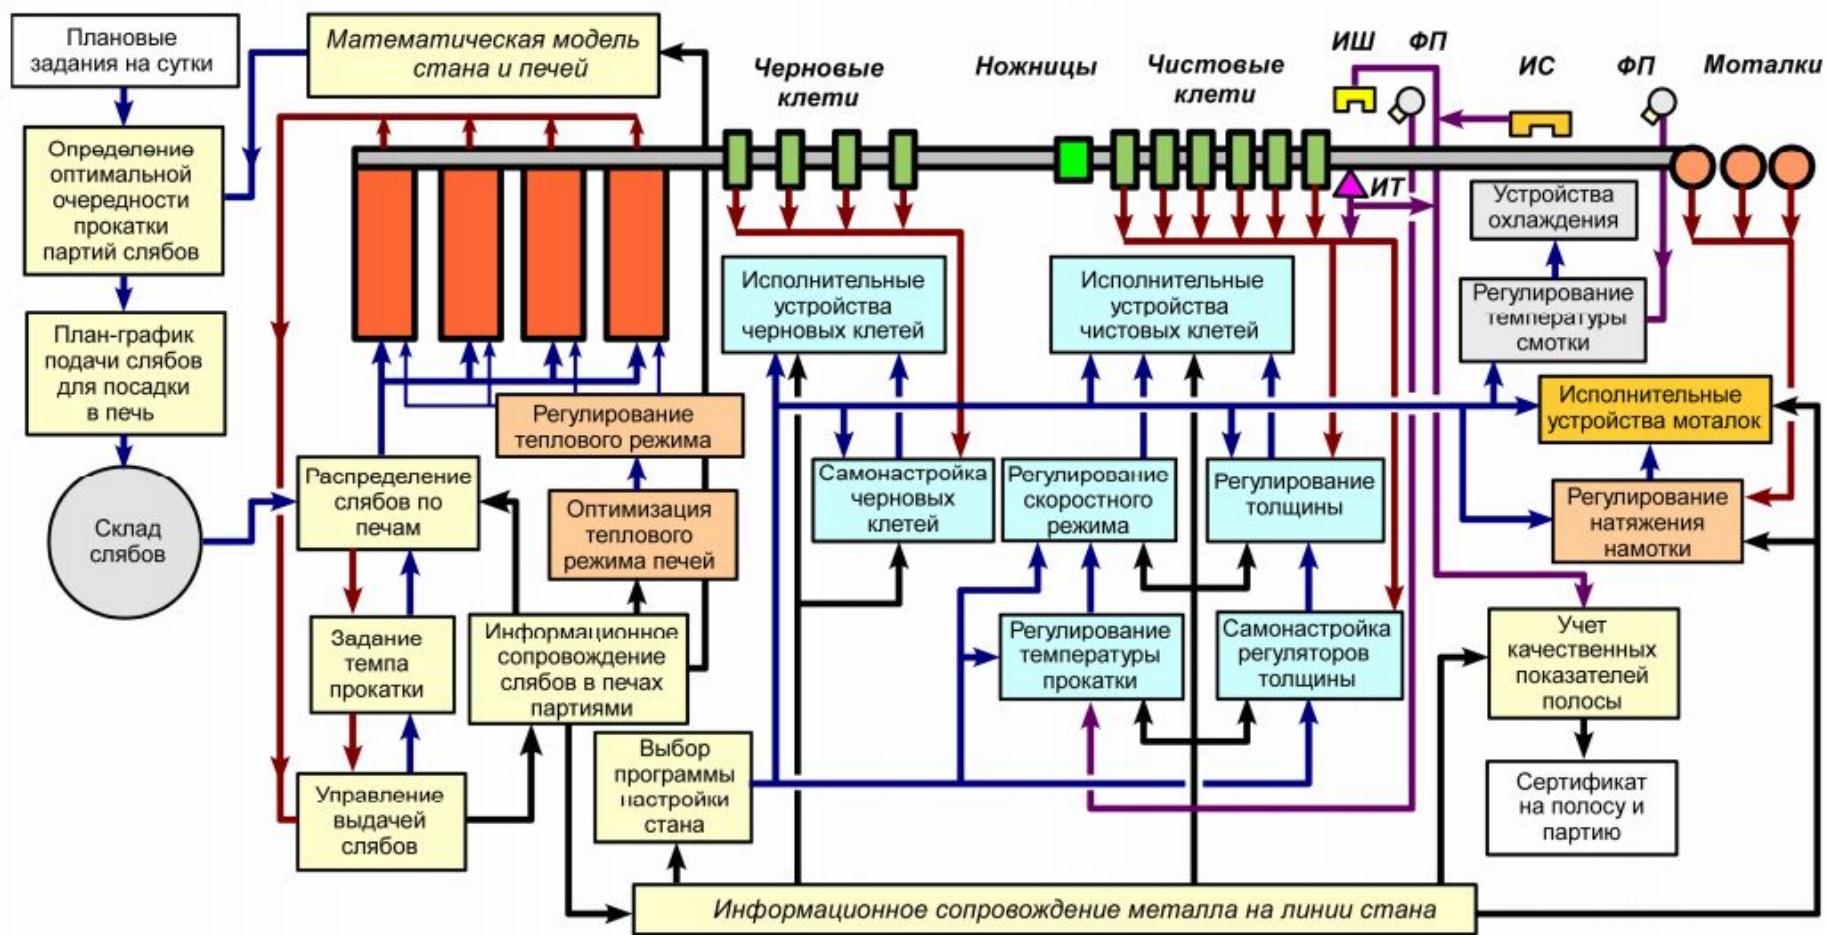 Плановые
задания на сутки
Математическая модель
стана и печей
Черновые
клети
Ножницы
Чистовые
клети
ИШ
ФП
ИС
ФП
Моталки
ИТ
Определение
оптимальной
очередности
прокатки
партий слябов
План-график
подачи слябов
для посадки
в печь
Склад
слябов
Устройства
охлаждения
Регулирование
температуры
смотки
Исполнительные
устройства
черновых клетей
Исполнительные
устройства
чистовых клетей
Исполнительные
устройства моталок
Регулирование
теплового режима
Распределение
слябов по
печам
Оптимизация
теплового
режима печей
Самонастройка
черновых
клетей
Регулирование
скоростного
режима
Регулирование
толщины
Регулирование
натяжения
намотки
Задание
темпа
прокатки
Информационное
сопровождение
слябов в печах
партиями
Регулирование
температуры
прокатки
Самонастройка
регуляторов
толщины
Учет
качественных
показателей
полосы
Управление
выдачей
слябов
Выбор
программы
настройки
стана
Сертификат
на полосу и
партию
Информационное сопровождение металла на линии стана